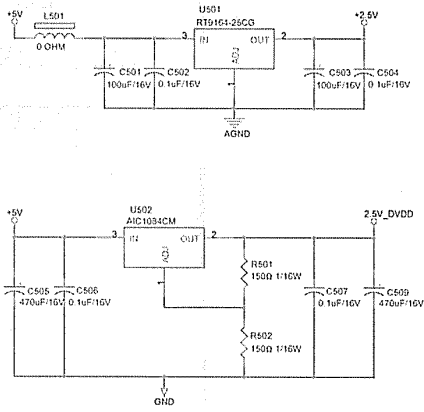 +5V
L501
0 OHM
U501
RT9164-25CG
3
IN
OUT
2
ADJ
1
+2.5V
C501
100uF/16V
C502
0.1uF/16V
C503
100uF/16V
C504
0.1uF/16V
AGND
+5V
U502
AIC1084CM
3
IN
OUT
2
ADJ
1
2.5V_DVDD
R501
150Ω 1/16W
R502
150Ω 1/16W
C505
470uF/16V
C506
0.1uF/16V
C507
0.1uF/16V
C509
470uF/16V
GND